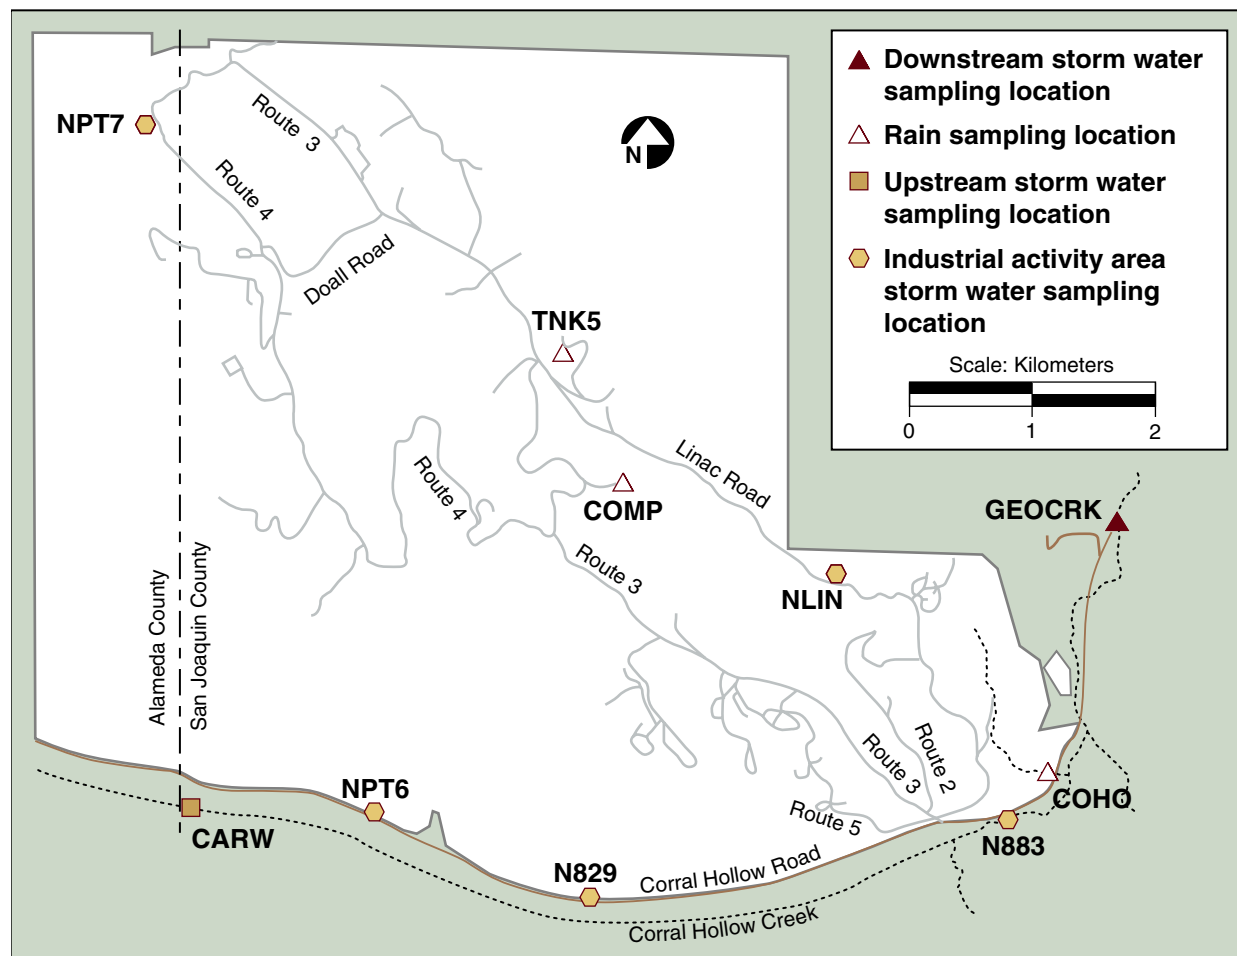 Downstream storm water
sampling location
Rain sampling location
Upstream storm water
sampling location
Industrial activity area
storm water sampling
location
Scale: Kilometers
0 1 2
N
NPT7
Route 3
Route 4
Doall Road
TNK5
Linac Road
COMP
Route 4
Route 3
GEOCRK
NLIN
Alameda County
San Joaquin County
Route 3
Route 2
Route 5
COHO
NPT6
CARW
N883
N829
Corral Hollow Road
Corral Hollow Creek